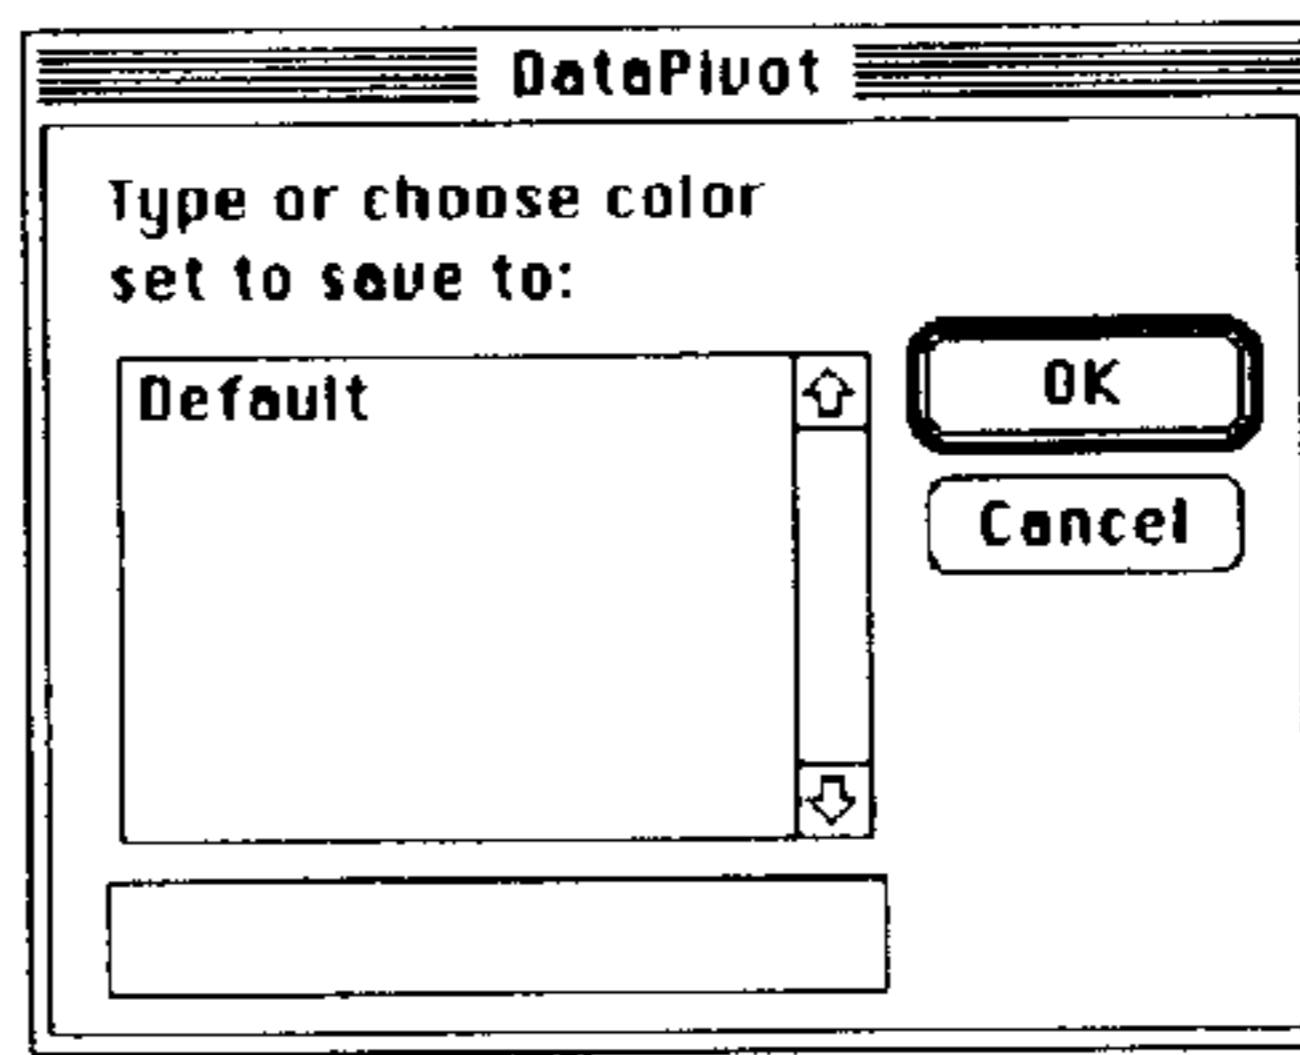 DataPivot
Type or choose color
set to save to:
Default
OK
Cancel